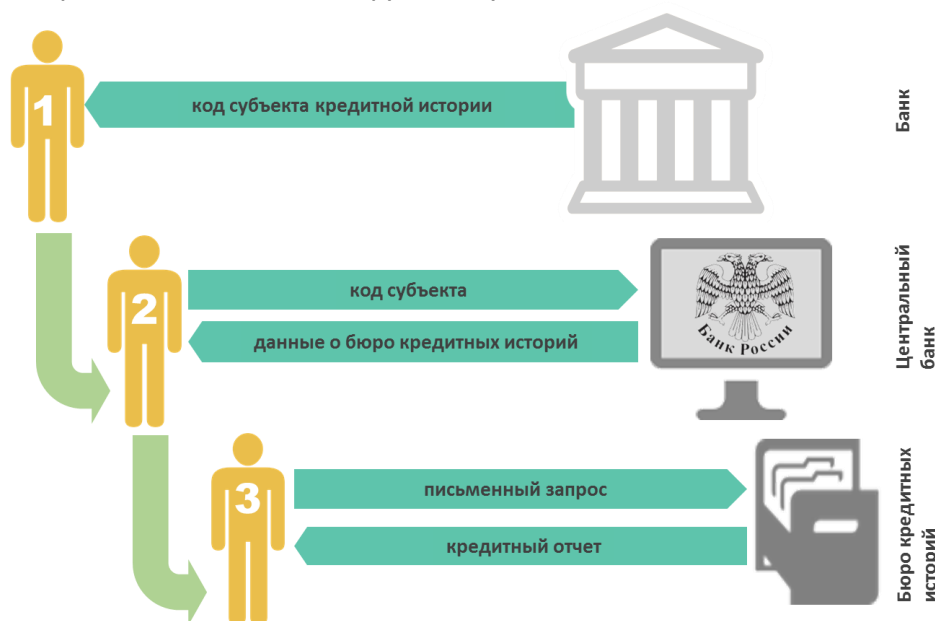 1
код субъекта кредитной истории
Банк
2
код субъекта
данные о бюро кредитных историй
Банк России
Центральный
банк
3
письменный запрос
кредитный отчет
Бюро кредитных
историй